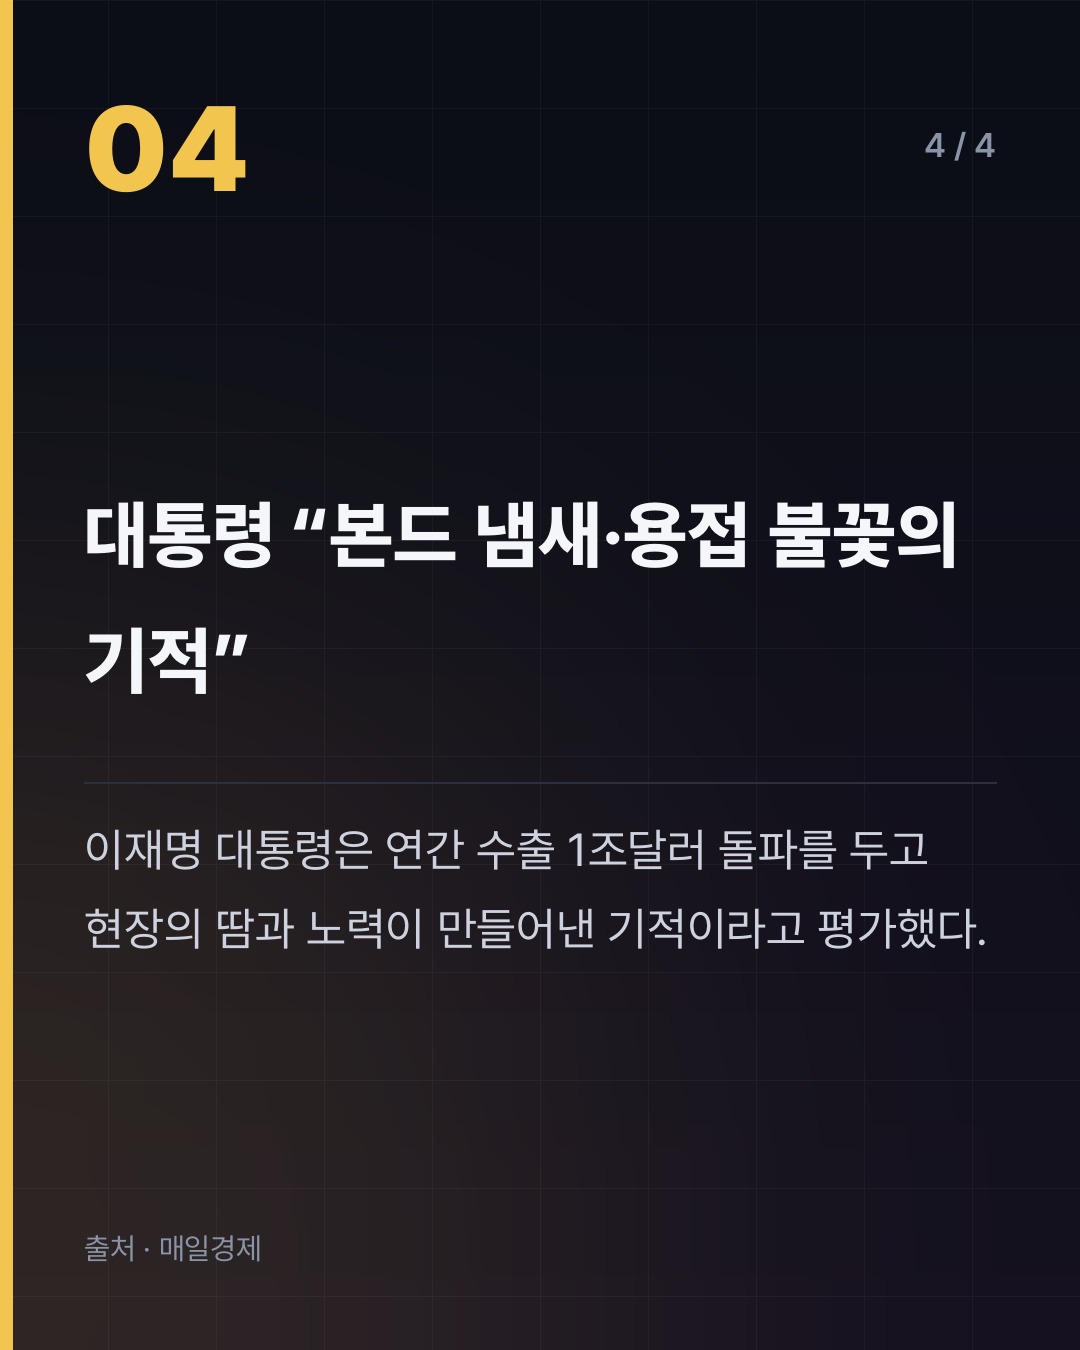 04
4 / 4
대통령 “본드 냄새·용접 불꽃의
기적”
이재명 대통령은 연간 수출 1조달러 돌파를 두고
현장의 땀과 노력이 만들어낸 기적이라고 평가했다.
출처 · 매일경제